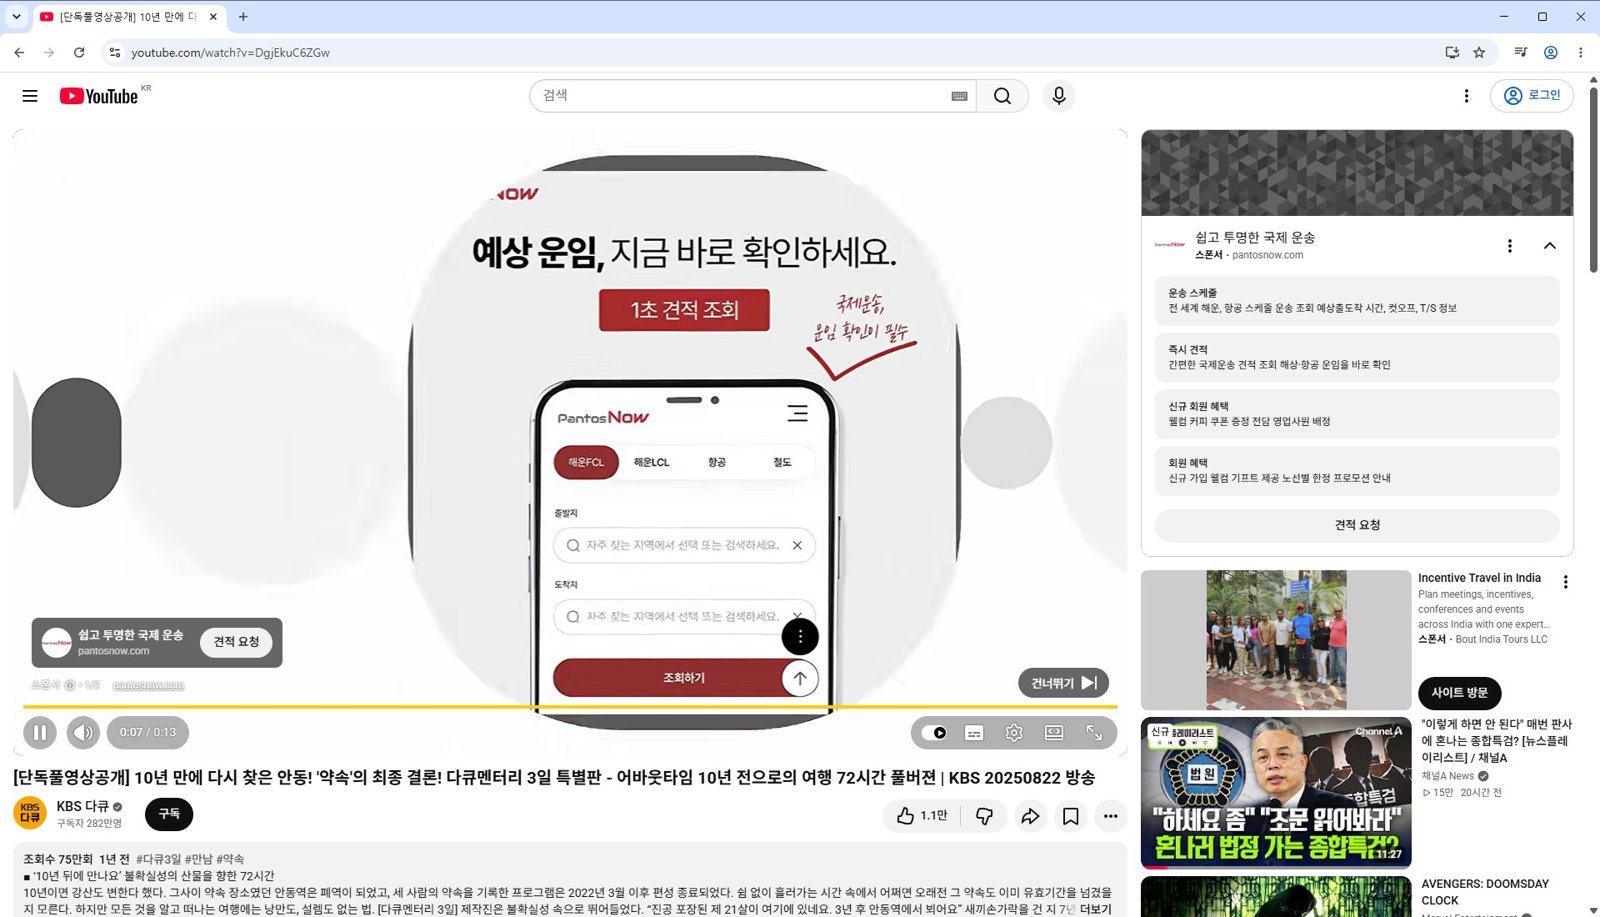 [단독풀영상공개] 10년 만에 다
youtube.com/watch?v=DgjEkuC6ZGw
YouTube KR
검색
로그인
NOW
예상 운임, 지금 바로 확인하세요.
1초 견적 조회
국제운송,
운임 확인이 필수
Pantos Now
해운FCL 해운LCL 항공 철도
출발지
자주 찾는 지역에서 선택 또는 검색하세요.
도착지
자주 찾는 지역에서 선택 또는 검색하세요.
조회하기
쉽고 투명한 국제 운송
pantosnow.com
견적 요청
스폰서 · 1/2 pantosnow.com
건너뛰기
0:07 / 0:13
[단독풀영상공개] 10년 만에 다시 찾은 안동! '약속'의 최종 결론! 다큐멘터리 3일 특별판 - 어바웃타임 10년 전으로의 여행 72시간 풀버젼 | KBS 20250822 방송
KBS 다큐
KBS 다큐
구독자 282만명
구독
1.1만
조회수 75만회 1년 전 #다큐3일 #만남 #약속
■ ‘10년 뒤에 만나요’ 불확실성의 산물을 향한 72시간
10년이면 강산도 변한다 했다. 그사이 약속 장소였던 안동역은 폐역이 되었고, 세 사람의 약속을 기록한 프로그램은 2022년 3월 이후 편성 종료되었다. 쉼 없이 흘러가는 시간 속에서 어쩌면 오래전 그 약속도 이미 유효기간을 넘겼을
지 모른다. 하지만 모든 것을 알고 떠나는 여행에는 낭만도, 설렘도 없는 법. [다큐멘터리 3일] 제작진은 불확실성 속으로 뛰어들었다. “진공 포장된 제 21살이 여기에 있네요. 3년 후 안동역에서 뵈어요” 새끼손가락을 건 지 7년 더보기
PantosNow
쉽고 투명한 국제 운송
스폰서 · pantosnow.com
운송 스케줄
전 세계 해운, 항공 스케줄 운송 조회 예상출도착 시간, 컷오프, T/S 정보
즉시 견적
간편한 국제운송 견적 조회 해상·항공 운임을 바로 확인
신규 회원 혜택
웰컴 커피 쿠폰 증정 전담 영업사원 배정
회원 혜택
신규 가입 웰컴 기프트 제공 노선별 한정 프로모션 안내
견적 요청
Incentive Travel in India
Plan meetings, incentives,
conferences and events
across India with one expert...
스폰서 · Bout India Tours LLC
사이트 방문
신규
플레이리스트
Channel A
법원
종합특검
"하세요 좀" "조문 읽어봐라"
혼나러 법정 가는 종합특검?
11:27
"이렇게 하면 안 된다" 매번 판사
에 혼나는 종합특검? [뉴스플레
이리스트] / 채널A
채널A News
15만 20시간 전
AVENGERS: DOOMSDAY
CLOCK